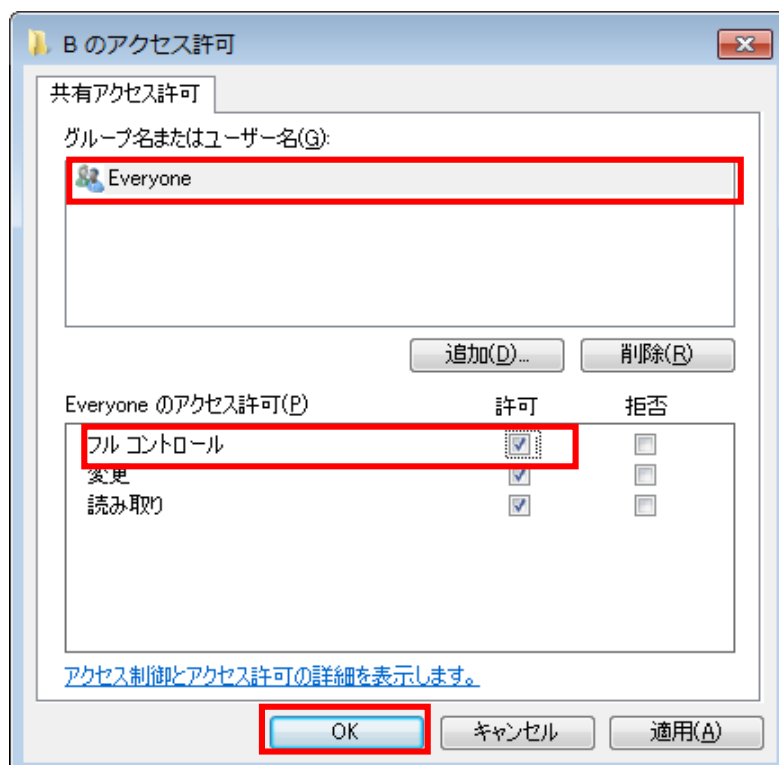 B のアクセス許可
共有アクセス許可
グループ名またはユーザー名(G):
Everyone
追加(D)... 削除(R)
Everyone のアクセス許可(P) 許可 拒否
フル コントロール
変更
読み取り
アクセス制御とアクセス許可の詳細を表示します。
OK キャンセル 適用(A)